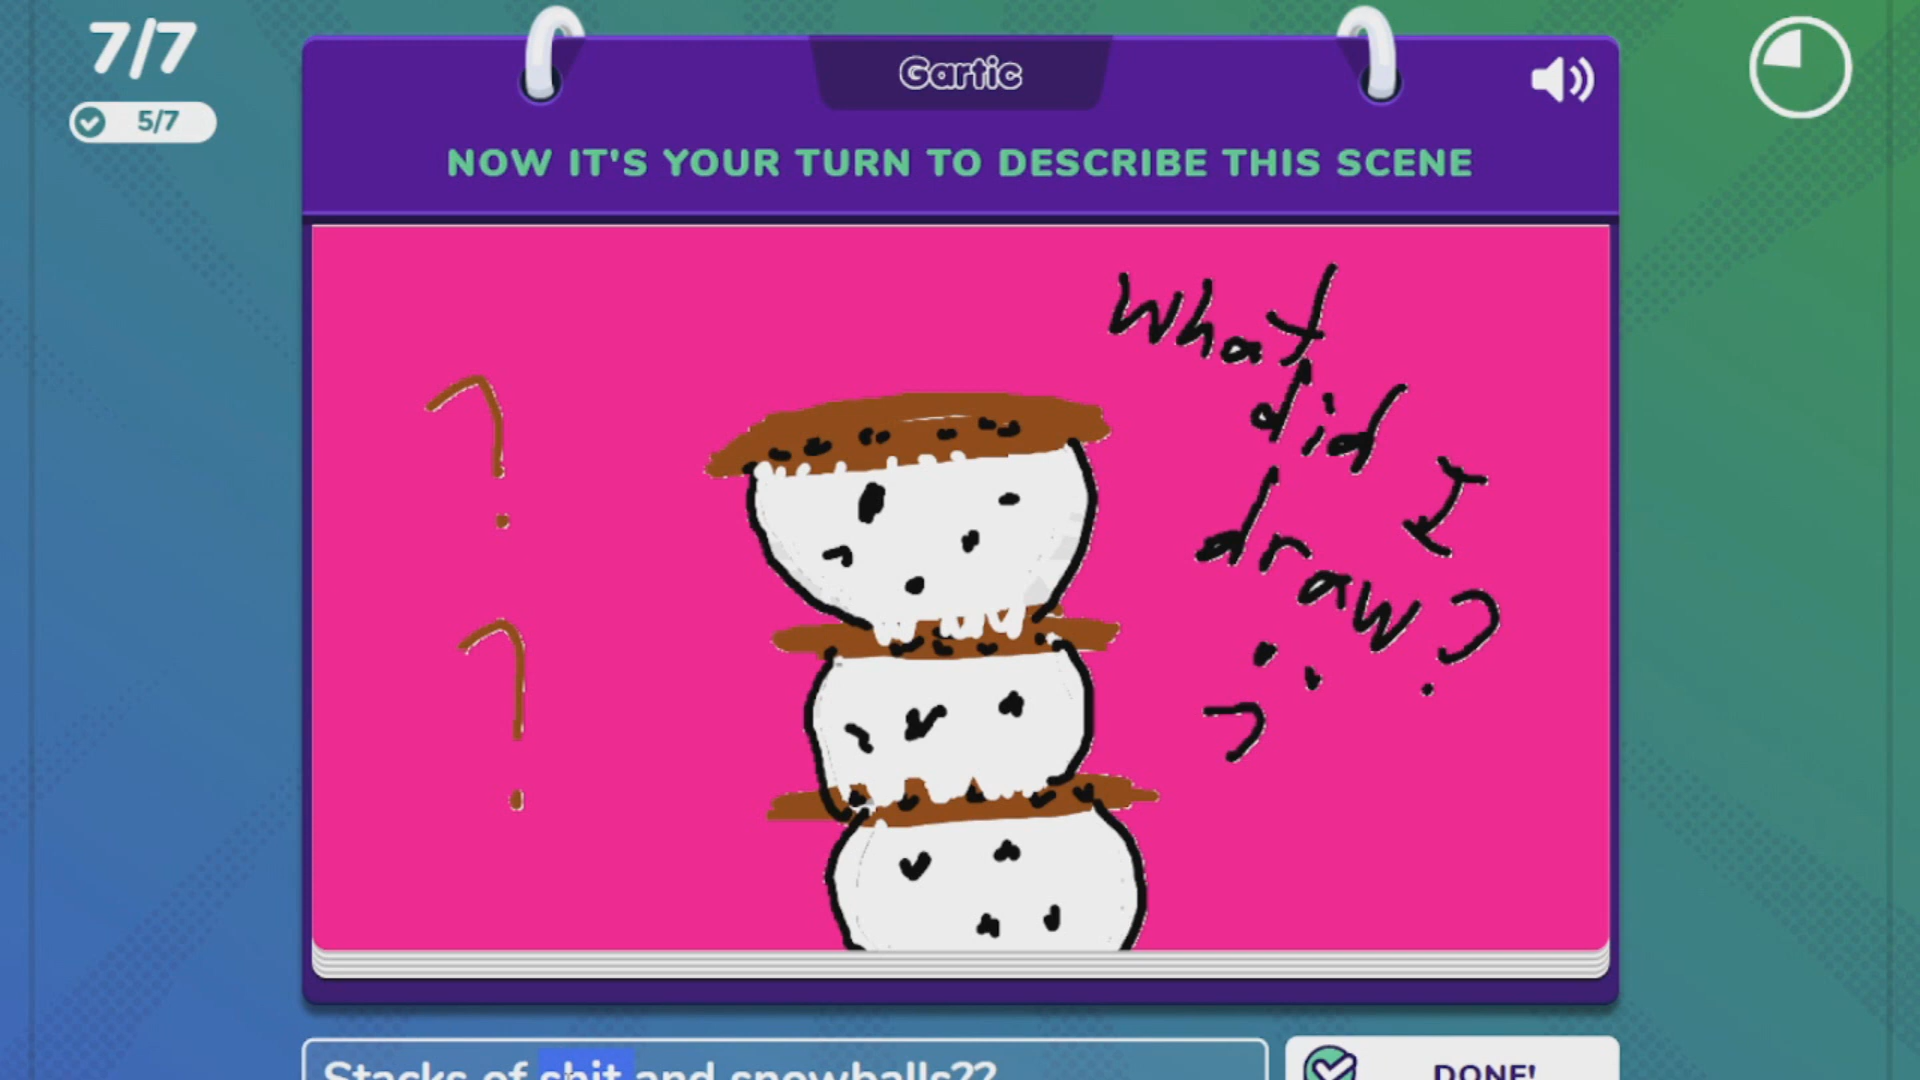 7/7
5/7
Gartic
NOW IT'S YOUR TURN TO DESCRIBE THIS SCENE
What
did I
draw?
?
?
Stacks of shit and snowballs??
DONE!